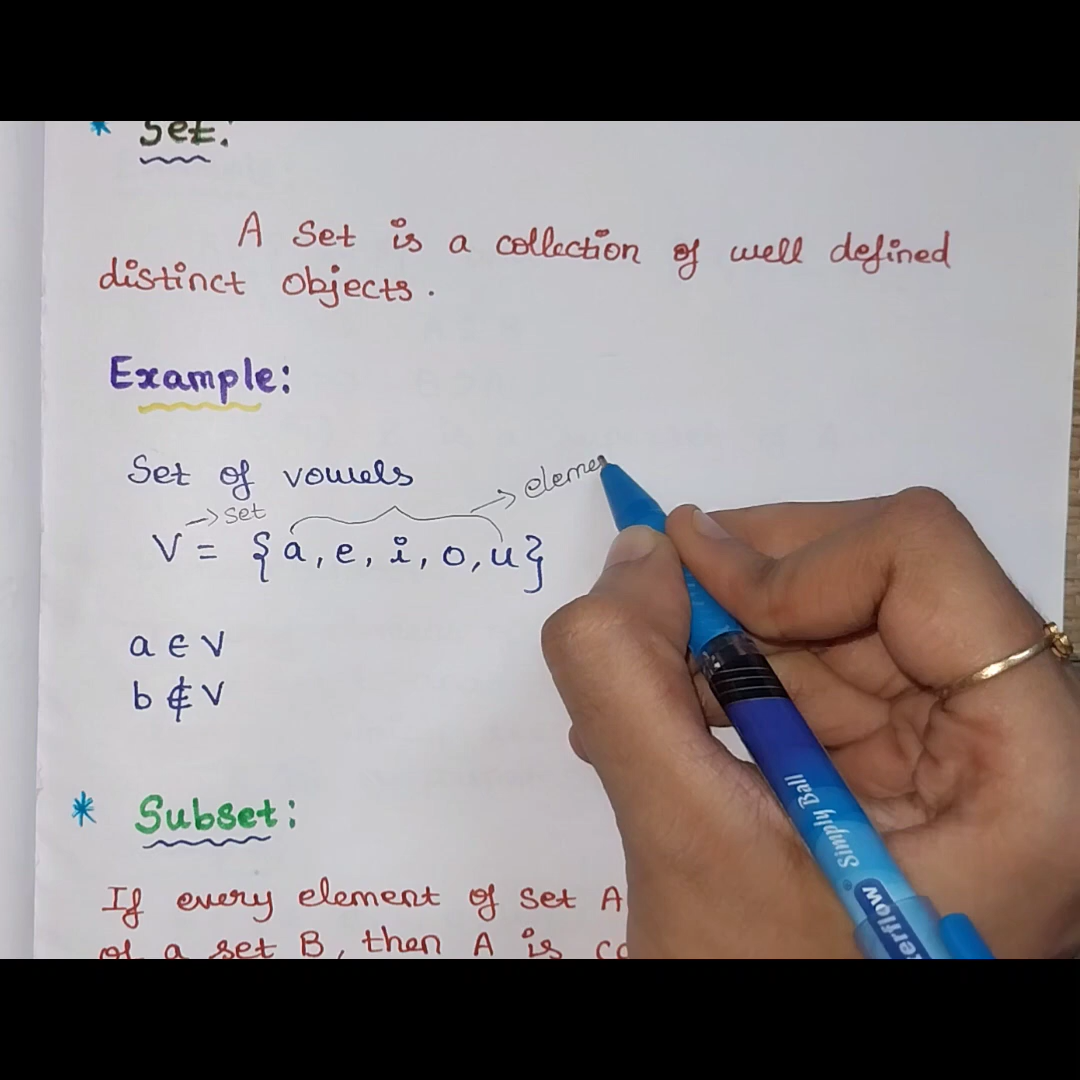 * Set:
A Set is a collection of well defined
distinct objects.
Example:
Set of vowels
→ set
→ elemen
V = {a, e, i, o, u}
a ∈ V
b ∉ V
* Subset:
If every element of set A
of a set B, then A is
Simply Ball